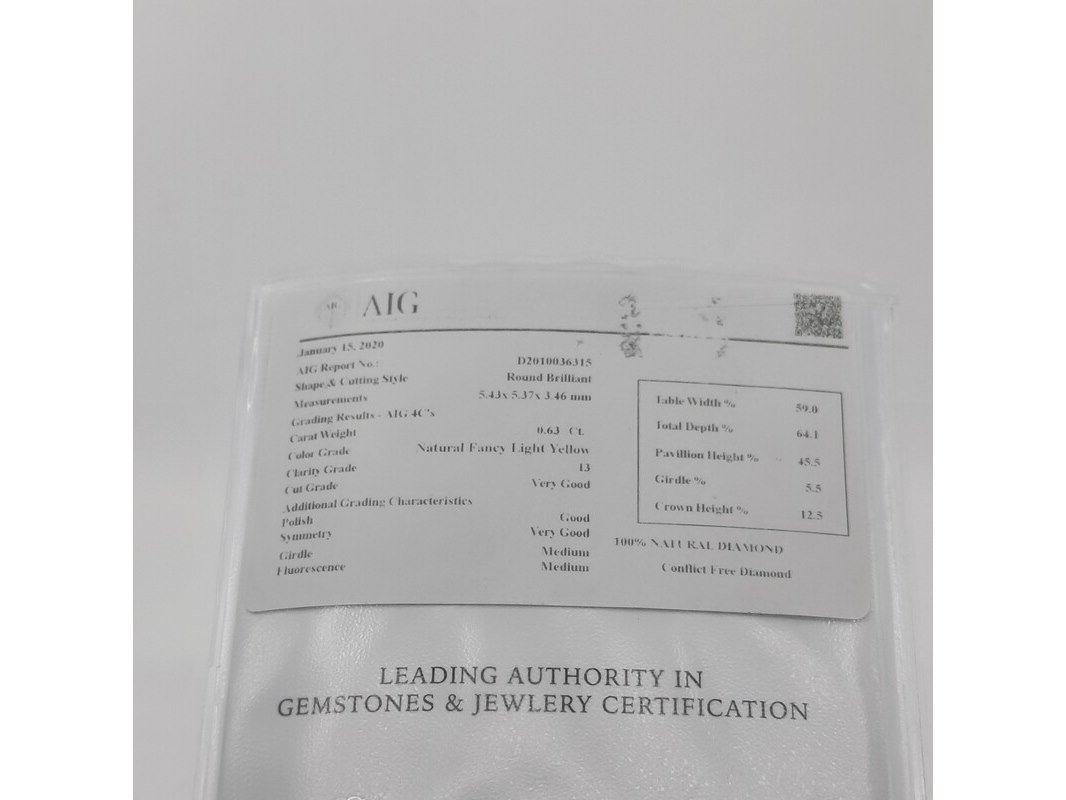 AIG
January 15, 2020
AIG Report No.: D2010036315
Shape & Cutting Style Round Brilliant
Measurements 5.43x 5.37x 3.46 mm
Grading Results - AIG 4C's
Carat Weight 0.63 Ct.
Color Grade Natural Fancy Light Yellow
Clarity Grade I3
Cut Grade Very Good
Additional Grading Characteristics
Polish Good
Symmetry Very Good
Girdle Medium
Fluorescence Medium
Table Width % 59.0
Total Depth % 64.1
Pavillion Height % 45.5
Girdle % 5.5
Crown Height % 12.5
100% NATURAL DIAMOND
Conflict Free Diamond
LEADING AUTHORITY IN
GEMSTONES & JEWLERY CERTIFICATION